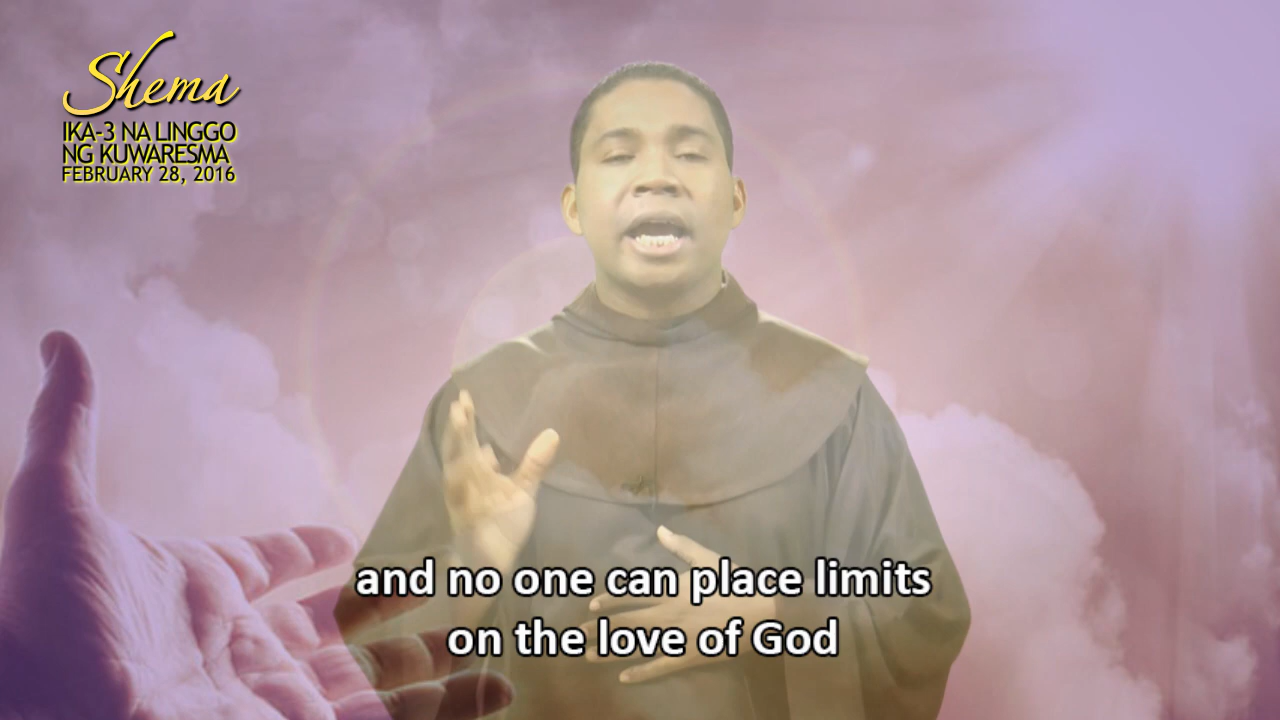 Shema
IKA-3 NA LINGGO
NG KUWARESMA
FEBRUARY 28, 2016
and no one can place limits
on the love of God